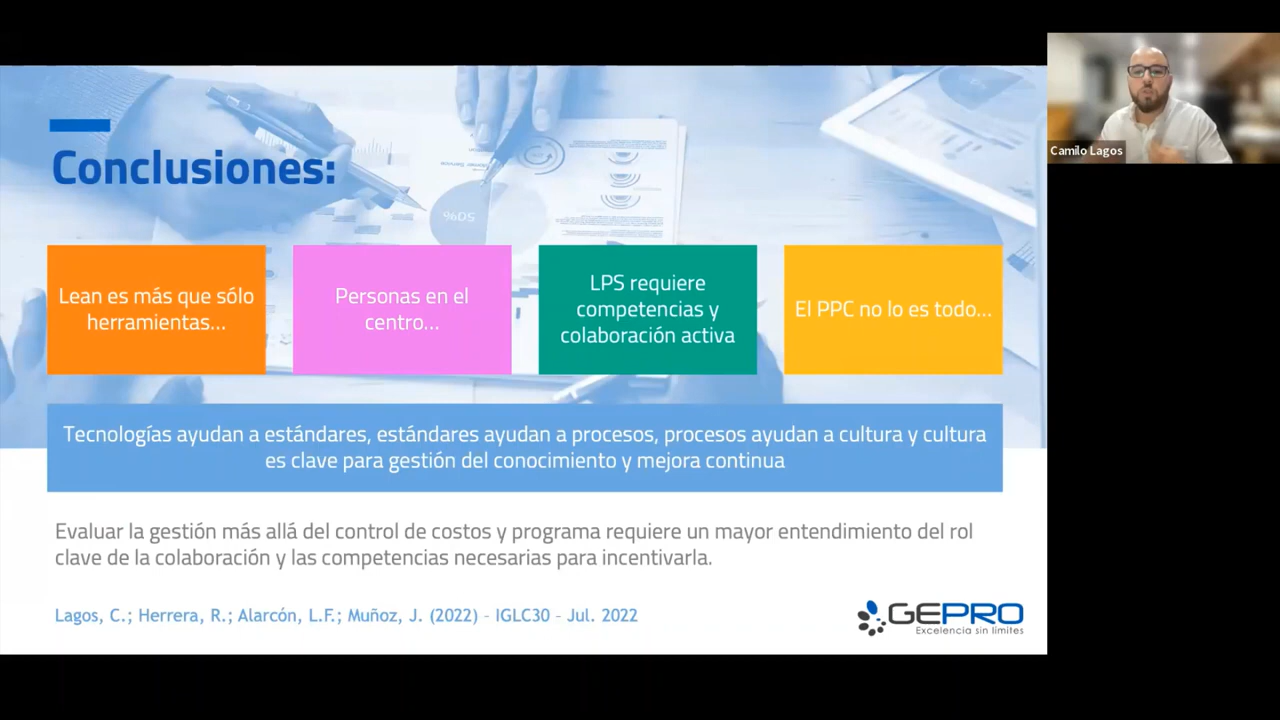 Camilo Lagos
Conclusiones:
50%
Lean es más que sólo
herramientas...
Personas en el
centro...
LPS requiere
competencias y
colaboración activa
El PPC no lo es todo...
Tecnologías ayudan a estándares, estándares ayudan a procesos, procesos ayudan a cultura y cultura
es clave para gestión del conocimiento y mejora continua
Evaluar la gestión más allá del control de costos y programa requiere un mayor entendimiento del rol
clave de la colaboración y las competencias necesarias para incentivarla.
Lagos, C.; Herrera, R.; Alarcón, L.F.; Muñoz, J. (2022) - IGLC30 - Jul. 2022
GEPRO
Excelencia sin límites